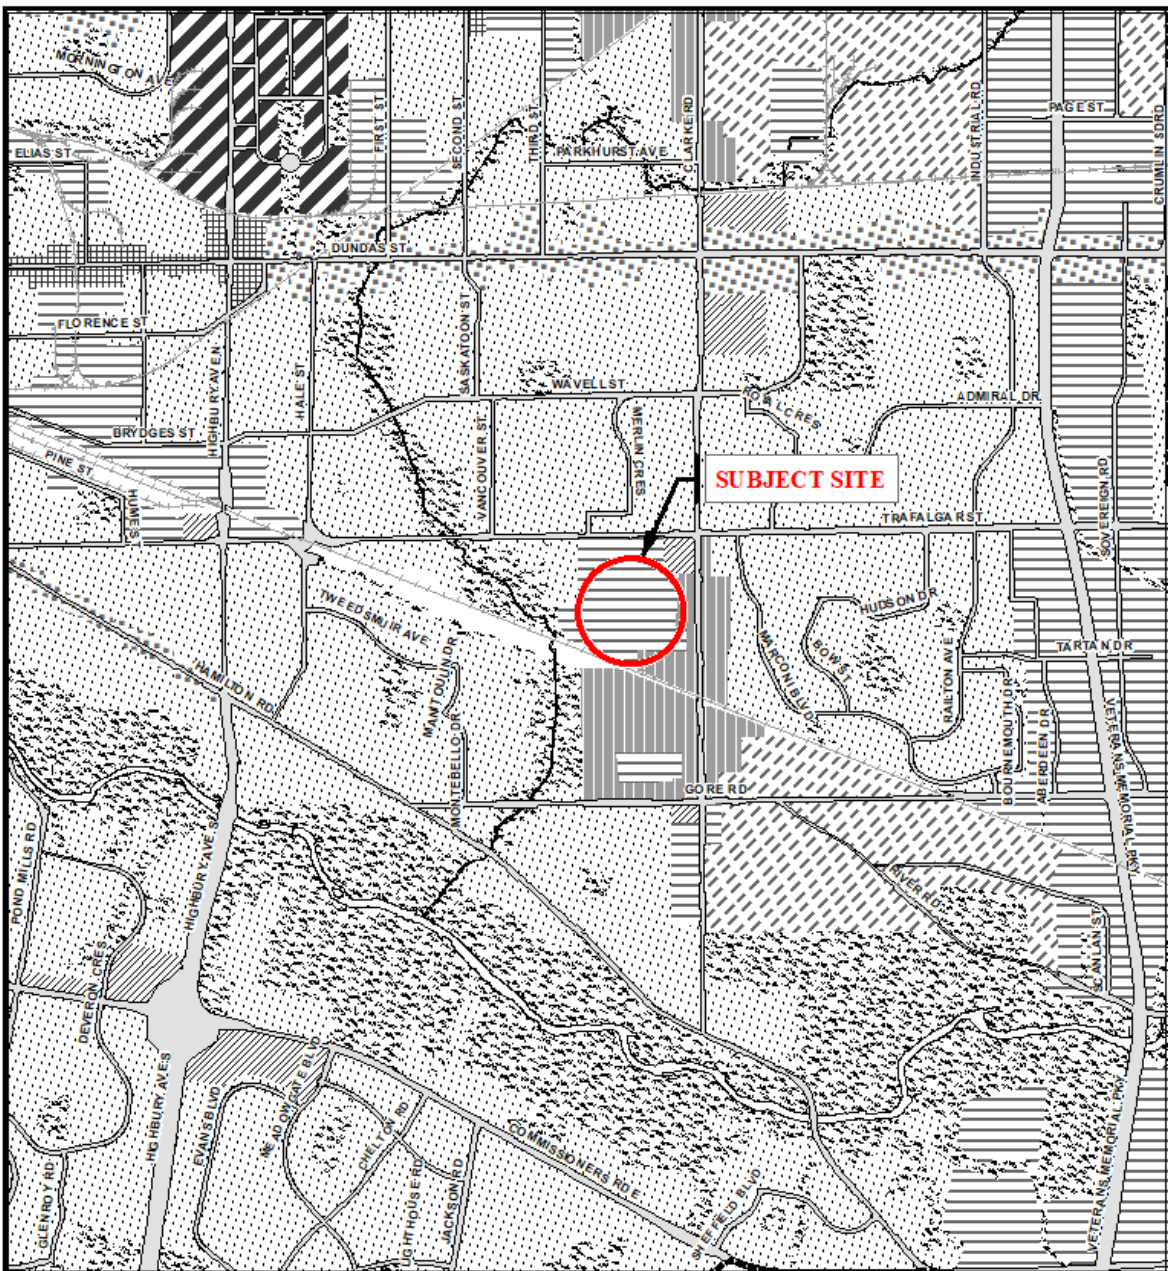 MORNINGTON AVE
ELIAS ST
FIRST ST
SECOND ST
THIRD ST
PARKHURST AVE
CLARKE RD
INDUSTRIAL RD
PAGE ST
CRUMLIN SDRD
DUNDAS ST
FLORENCE ST
HIGHBURY AVE N
HALE ST
SASKATOON ST
WAVELL ST
ROYAL CRES
ADMIRAL DR
BRYDGES ST
PINE ST
HUME ST
VANCOUVER ST
MERLIN CRES
SUBJECT SITE
TRAFALGAR ST
SOVEREIGN RD
TWEEDSMUIR AVE
HAMILTON RD
MONTEBELLO DR
MARCONI BLVD
BOW ST
HUDSON DR
RAILTON AVE
TARTAN DR
BOURNEMOUTH DR
ABERDEEN DR
VETERANS MEMORIAL PKY
GORE RD
RIVER RD
SCANLAN ST
POND MILLS RD
HIGHBURY AVE S
DEVERON CRES
HIGHBURY AVE S
EVANS BLVD
MEADOWGATE BLVD
CHELTON RD
COMMISSIONERS RD E
GLENROY RD
LIGHTHOUSE RD
JACKSON RD
SHEFFIELD BLVD
VETERANS MEMORIAL PKY